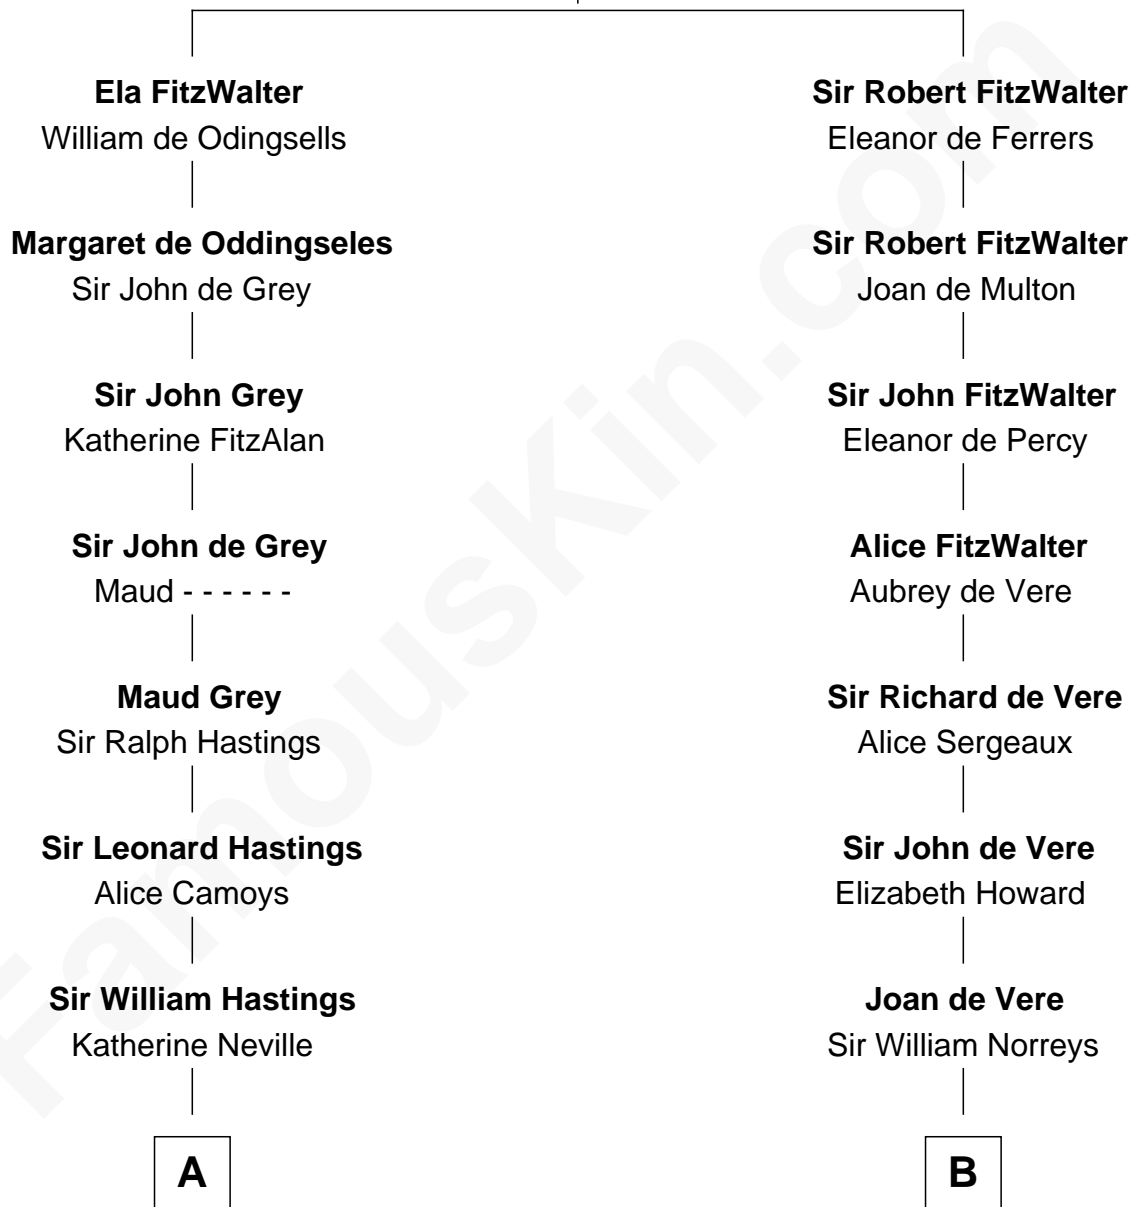 Ela FitzWalter
William de Odingsells
Margaret de Oddingseles
Sir John de Grey
Sir John Grey
Katherine FitzAlan
Sir John de Grey
Maud - - - - - -
Maud Grey
Sir Ralph Hastings
Sir Leonard Hastings
Alice Camoys
Sir William Hastings
Katherine Neville
A
Sir Robert FitzWalter
Eleanor de Ferrers
Sir Robert FitzWalter
Joan de Multon
Sir John FitzWalter
Eleanor de Percy
Alice FitzWalter
Aubrey de Vere
Sir Richard de Vere
Alice Sergeaux
Sir John de Vere
Elizabeth Howard
Joan de Vere
Sir William Norreys
B
FamousKin.com